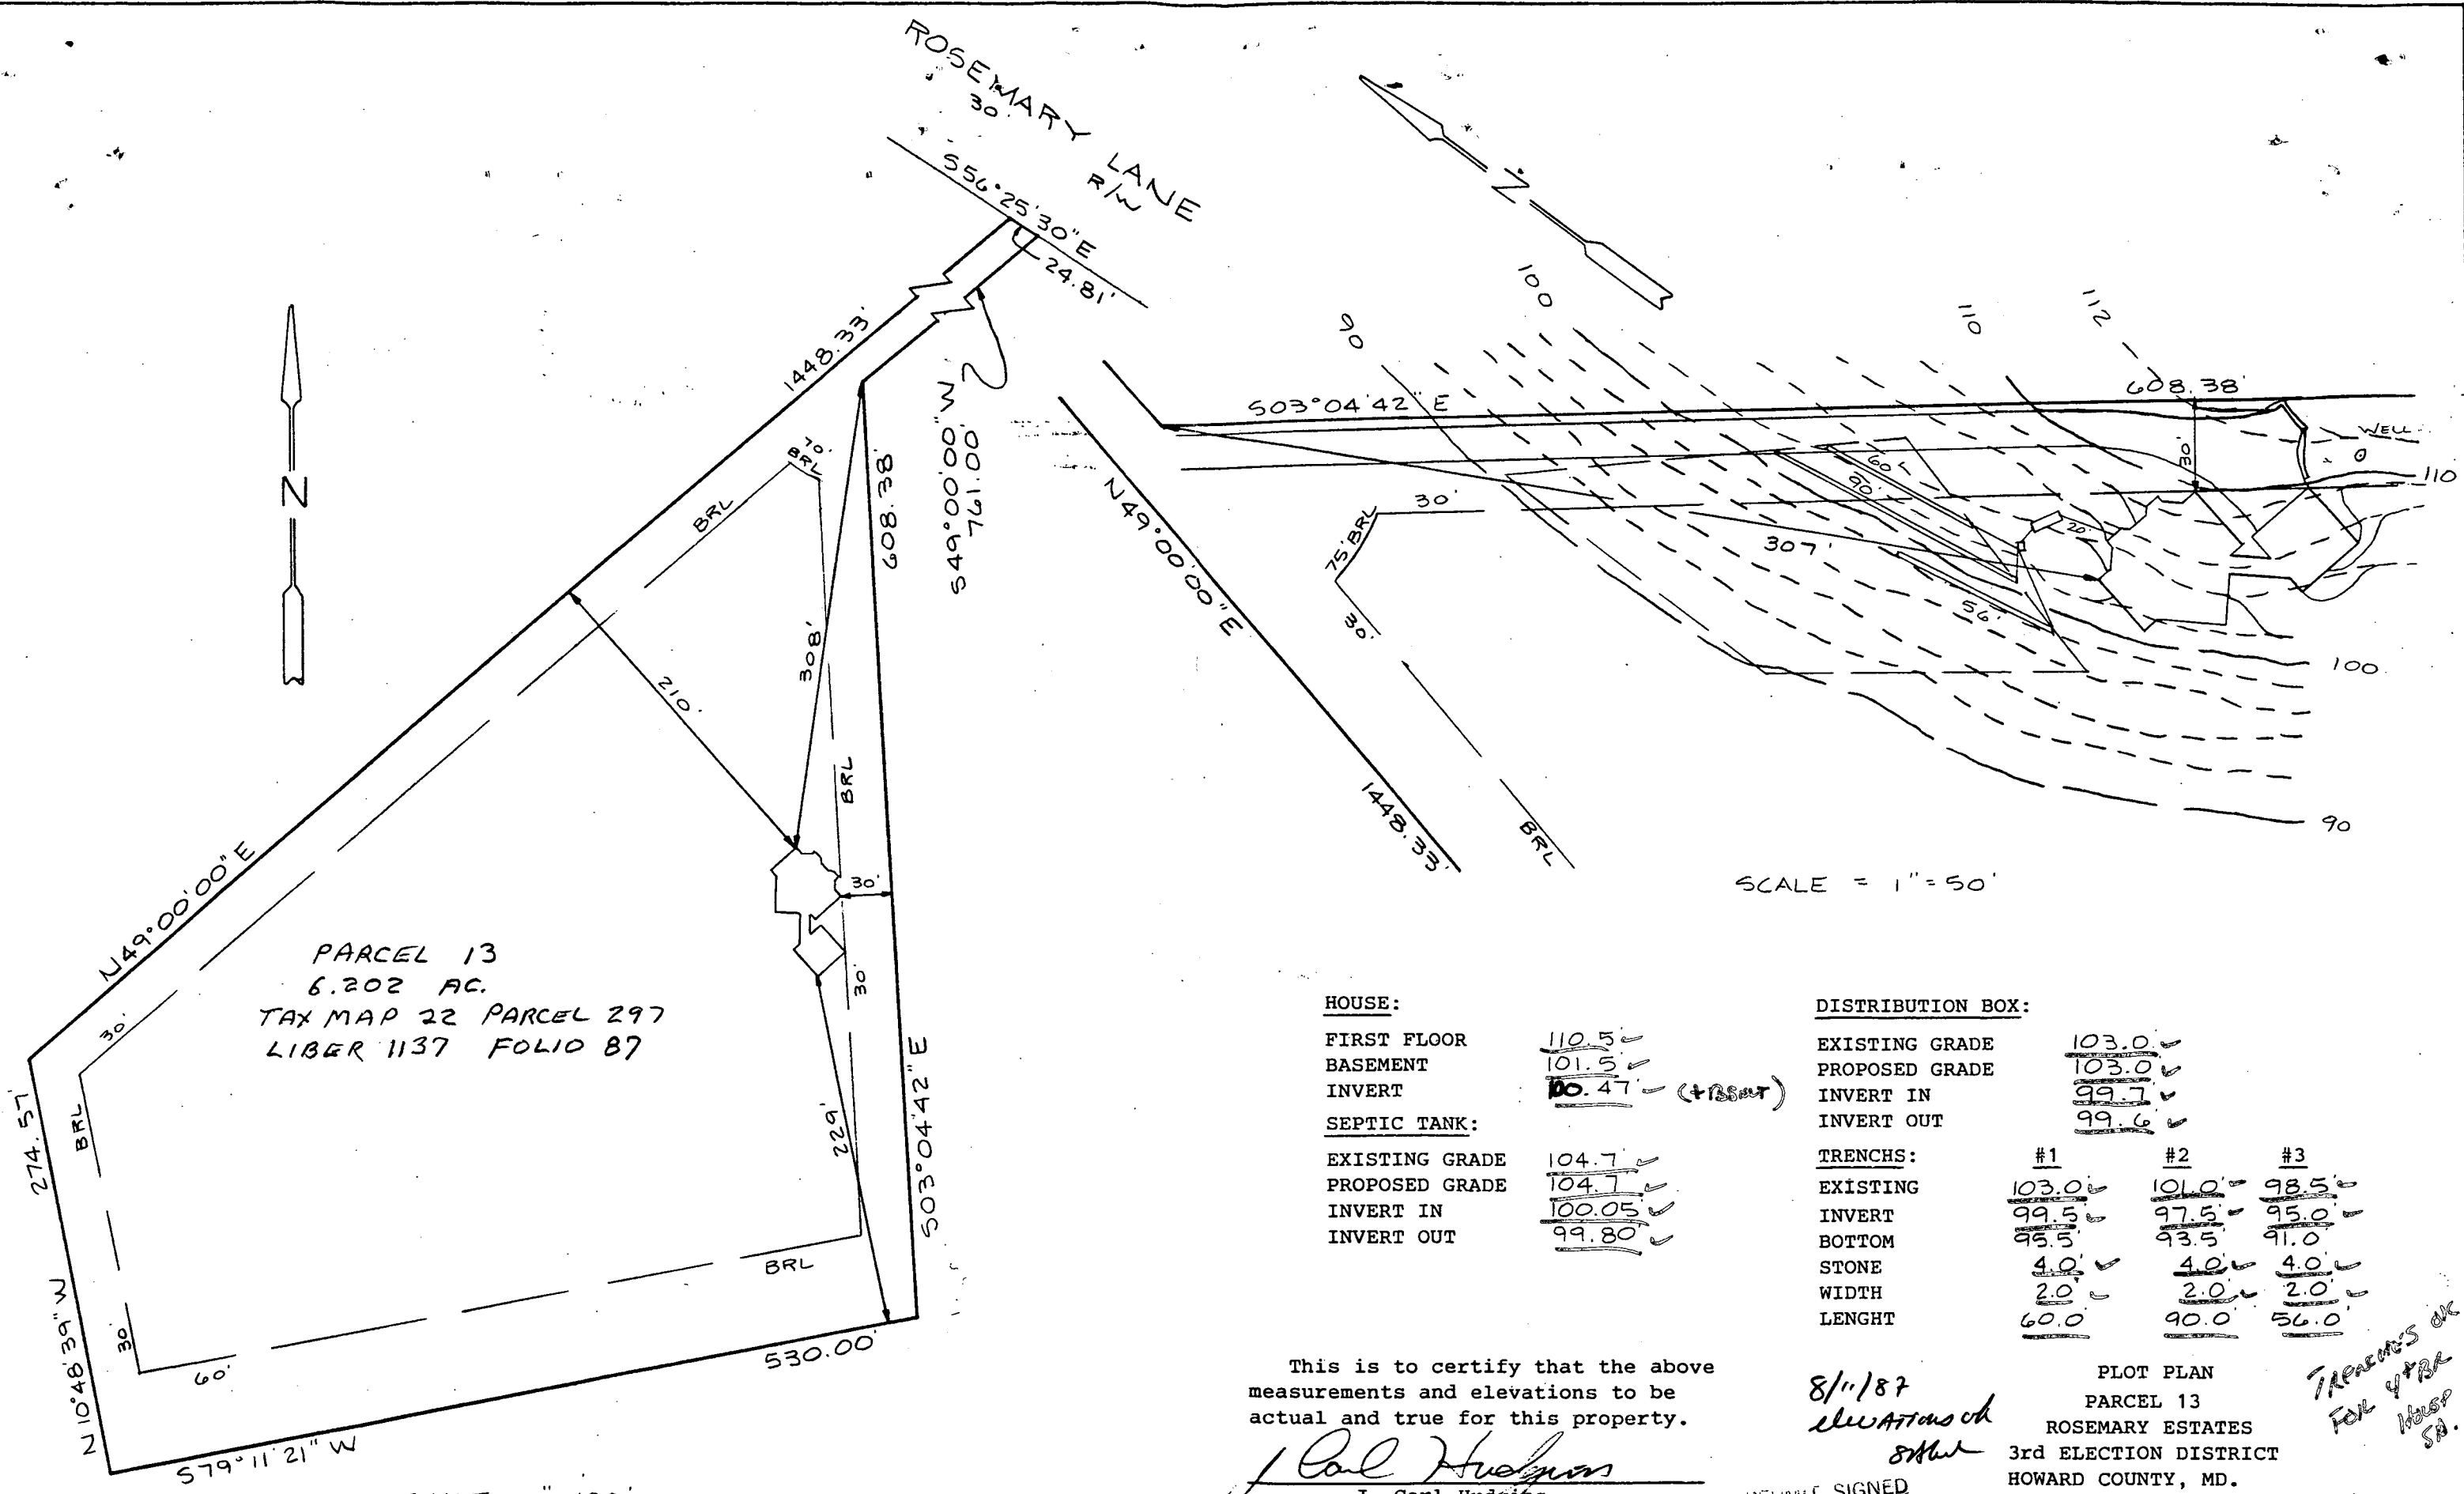 ROSEMARY LANE
30' R/W
S56°25'30"E
24.81'
1448.33'
S49°00'00"W
761.00'
N
10'
BRL
BRL
608.38'
308'
210'
BRL
30'
30'
N49°00'00"E
PARCEL 13
6.202 AC.
TAX MAP 22 PARCEL 297
LIBER 1137 FOLIO 87
30'
BRL
274.57'
N10°48'39"W
30'
60'
BRL
229'
S03°04'42"E
530.00'
S79°11'21"W
N
90
100
110
112
S03°04'42"E
608.38'
WELL
30'
110
60'
90'
20'
30'
75' BRL
307'
56'
30'
N49°00'00"E
1448.33'
BRL
100
90
SCALE = 1"=50'
HOUSE:
FIRST FLOOR 110.5'
BASEMENT 101.5'
INVERT 100.47' (+BSMT)
SEPTIC TANK:
EXISTING GRADE 104.7'
PROPOSED GRADE 104.7'
INVERT IN 100.05'
INVERT OUT 99.80'
DISTRIBUTION BOX:
EXISTING GRADE 103.0'
PROPOSED GRADE 103.0'
INVERT IN 99.7'
INVERT OUT 99.6'
TRENCHS: #1 #2 #3
EXISTING 103.0' 101.0' 98.5'
INVERT 99.5' 97.5' 95.0'
BOTTOM 95.5' 93.5' 91.0'
STONE 4.0' 4.0' 4.0'
WIDTH 2.0' 2.0' 2.0'
LENGHT 60.0' 90.0' 56.0'
This is to certify that the above
measurements and elevations to be
actual and true for this property.
J. Carl Hudgins
8/11/87
elevations ok
PLOT PLAN
PARCEL 13
ROSEMARY ESTATES
3rd ELECTION DISTRICT
HOWARD COUNTY, MD.
TRENCHES OK
FOR 4 BR
HOUSE
SIGNED